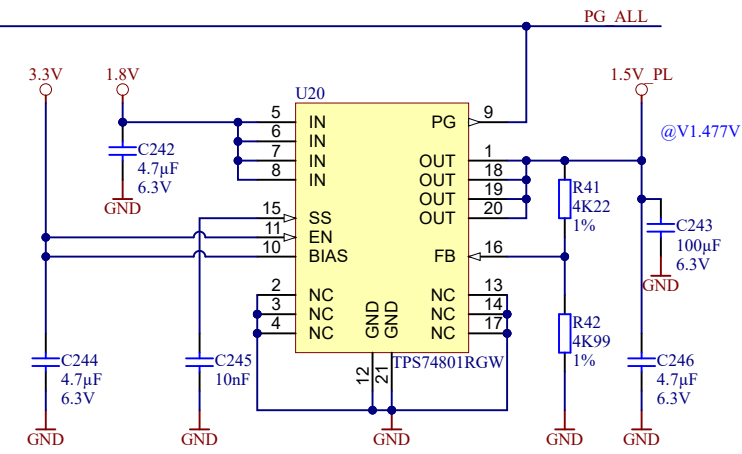 PG_ALL
3.3V
1.8V
1.5V_PL
U20
@V1.477V
5
IN
PG
9
6
IN
7
IN
OUT
1
8
IN
OUT
18
OUT
19
15
SS
OUT
20
11
EN
10
BIAS
FB
16
2
NC
NC
13
3
NC
NC
14
4
NC
NC
17
GND
GND
12
21
TPS74801RGW
C242
4.7µF
6.3V
GND
R41
4K22
1%
C243
100µF
6.3V
GND
R42
4K99
1%
C244
4.7µF
6.3V
C245
10nF
C246
4.7µF
6.3V
GND
GND
GND
GND
GND